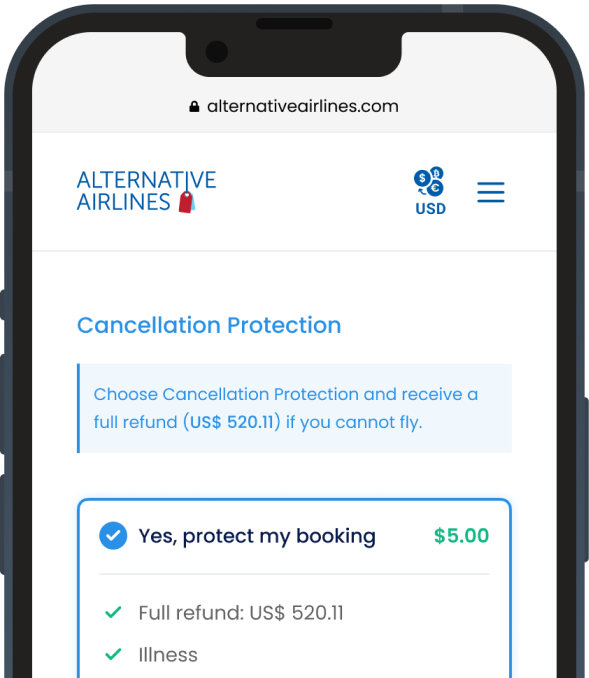 alternativeairlines.com
ALTERNATIVE
AIRLINES
$ ₿ €
USD
Cancellation Protection
Choose Cancellation Protection and receive a
full refund (US$ 520.11) if you cannot fly.
Yes, protect my booking $5.00
Full refund: US$ 520.11
Illness